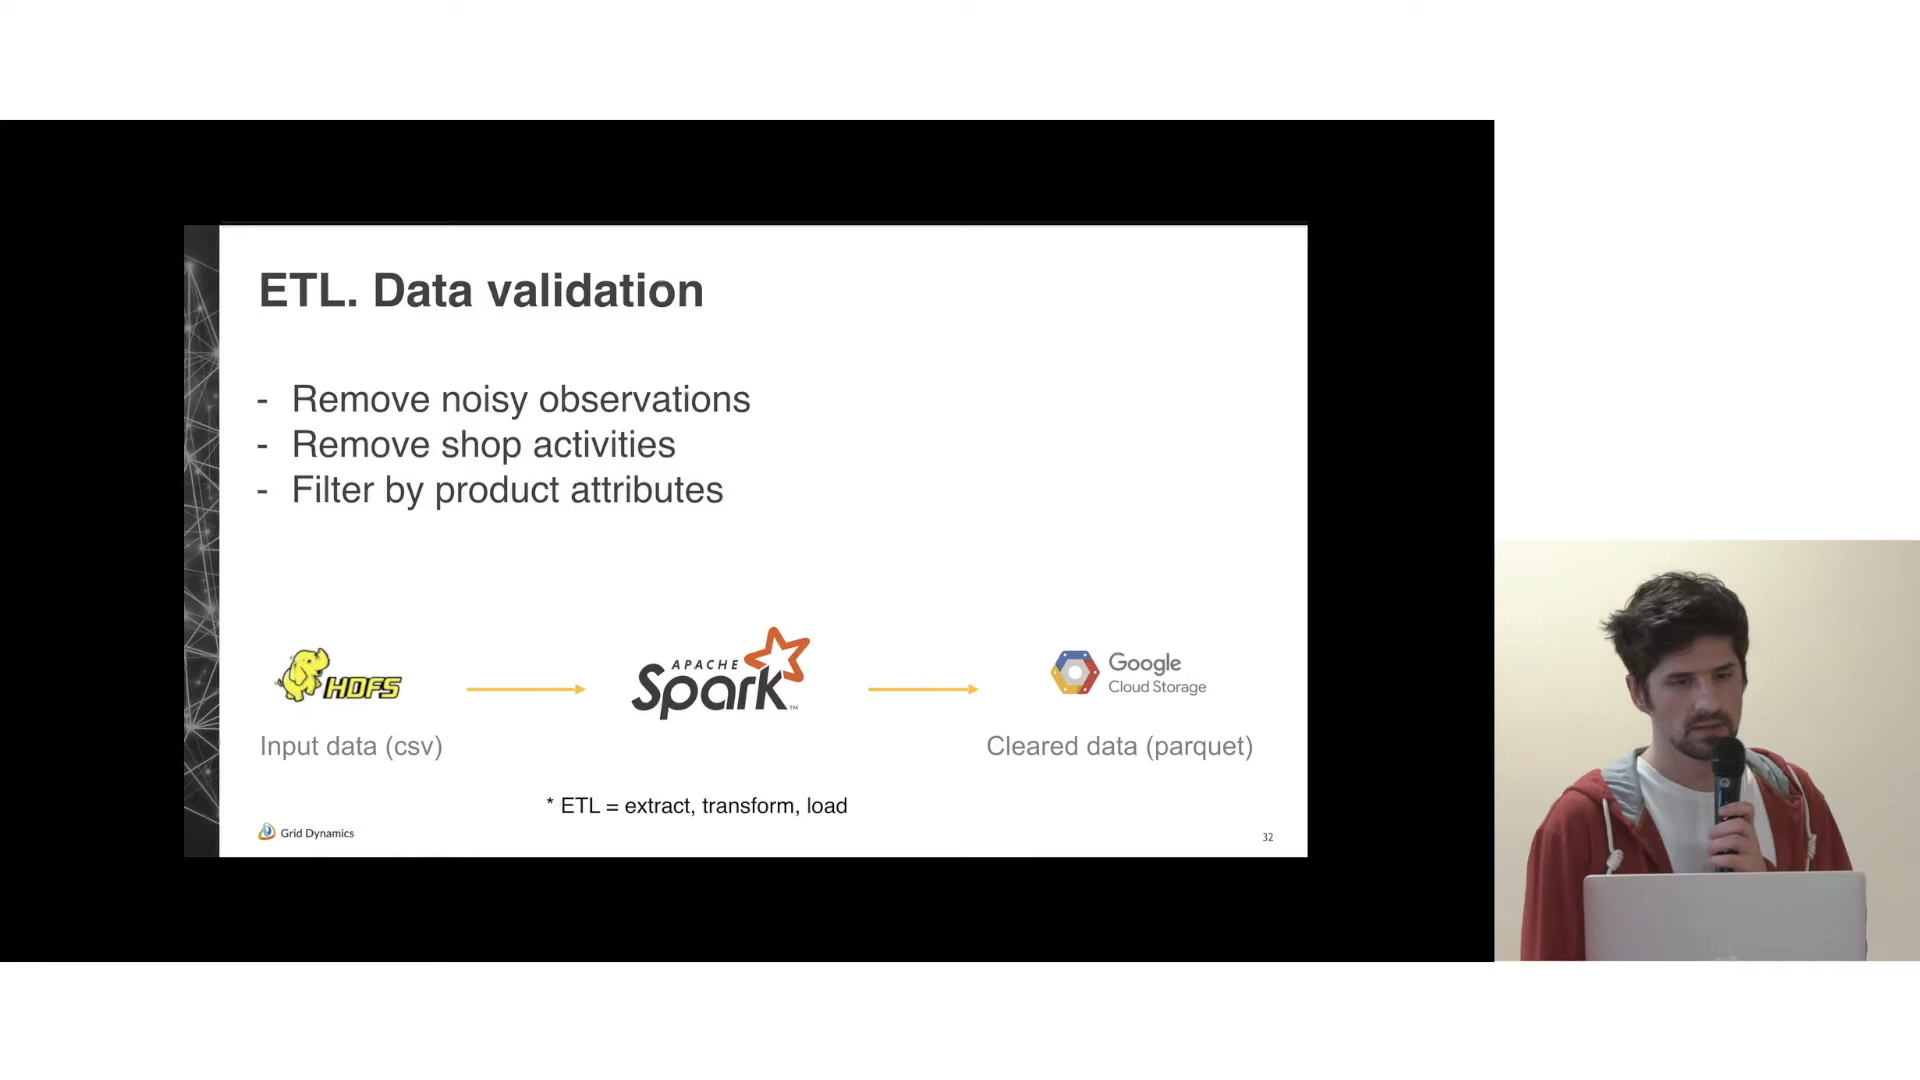 ETL. Data validation
- Remove noisy observations
- Remove shop activities
- Filter by product attributes
HDFS
APACHE
Spark™
Google
Cloud Storage
Input data (csv)
Cleared data (parquet)
* ETL = extract, transform, load
Grid Dynamics
32